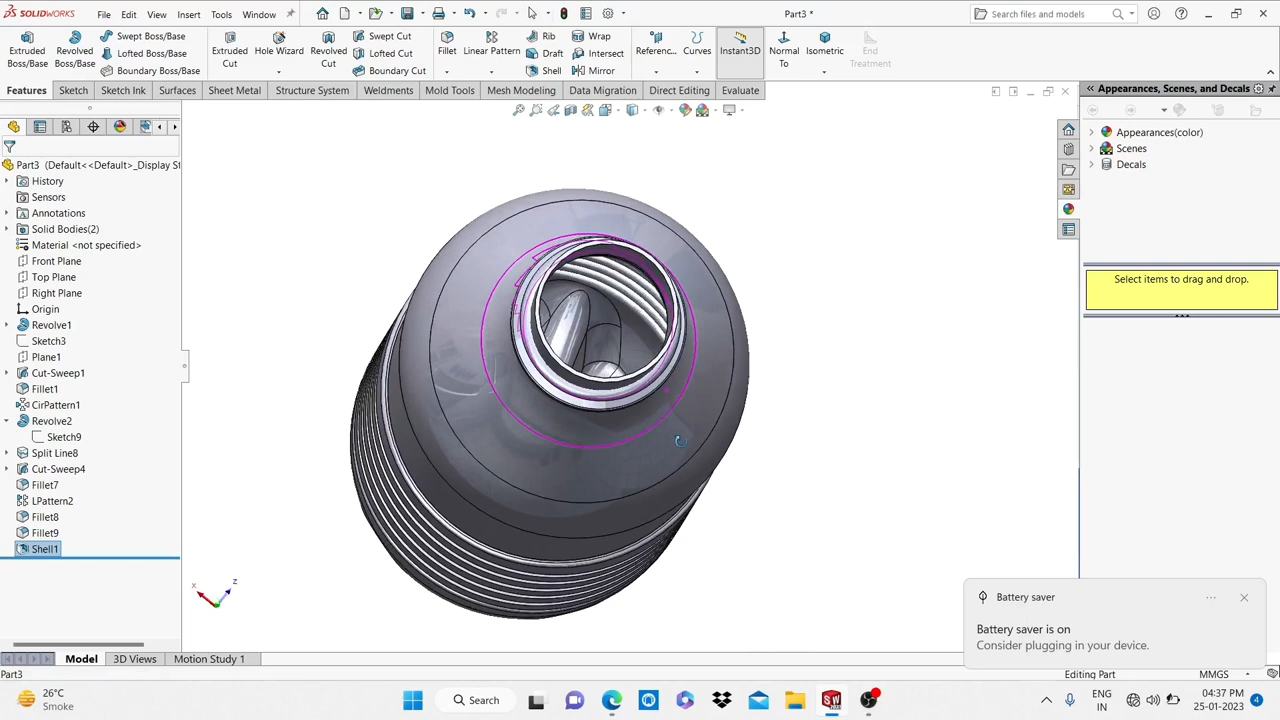 SOLIDWORKS File Edit View Insert Tools Window Part3 * Search files and models
Extruded Boss/Base Revolved Boss/Base Swept Boss/Base Lofted Boss/Base Boundary Boss/Base Extruded Cut Hole Wizard Revolved Cut Swept Cut Lofted Cut Boundary Cut Fillet Linear Pattern Rib Draft Shell Wrap Intersect Mirror Referenc... Curves Instant3D Normal To Isometric End Treatment
Features Sketch Sketch Ink Surfaces Sheet Metal Structure System Weldments Mold Tools Mesh Modeling Data Migration Direct Editing Evaluate
Appearances, Scenes, and Decals
Appearances(color)
Scenes
Decals
Select items to drag and drop.
Part3 (Default<<Default>_Display St
History
Sensors
Annotations
Solid Bodies(2)
Material <not specified>
Front Plane
Top Plane
Right Plane
Origin
Revolve1
Sketch3
Plane1
Cut-Sweep1
Fillet1
CirPattern1
Revolve2
Sketch9
Split Line8
Cut-Sweep4
Fillet7
LPattern2
Fillet8
Fillet9
Shell1
x
z
Battery saver
Battery saver is on
Consider plugging in your device.
Model 3D Views Motion Study 1
Part3 Editing Part MMGS
26°C
Smoke
Search
ENG
IN
04:37 PM
25-01-2023
4